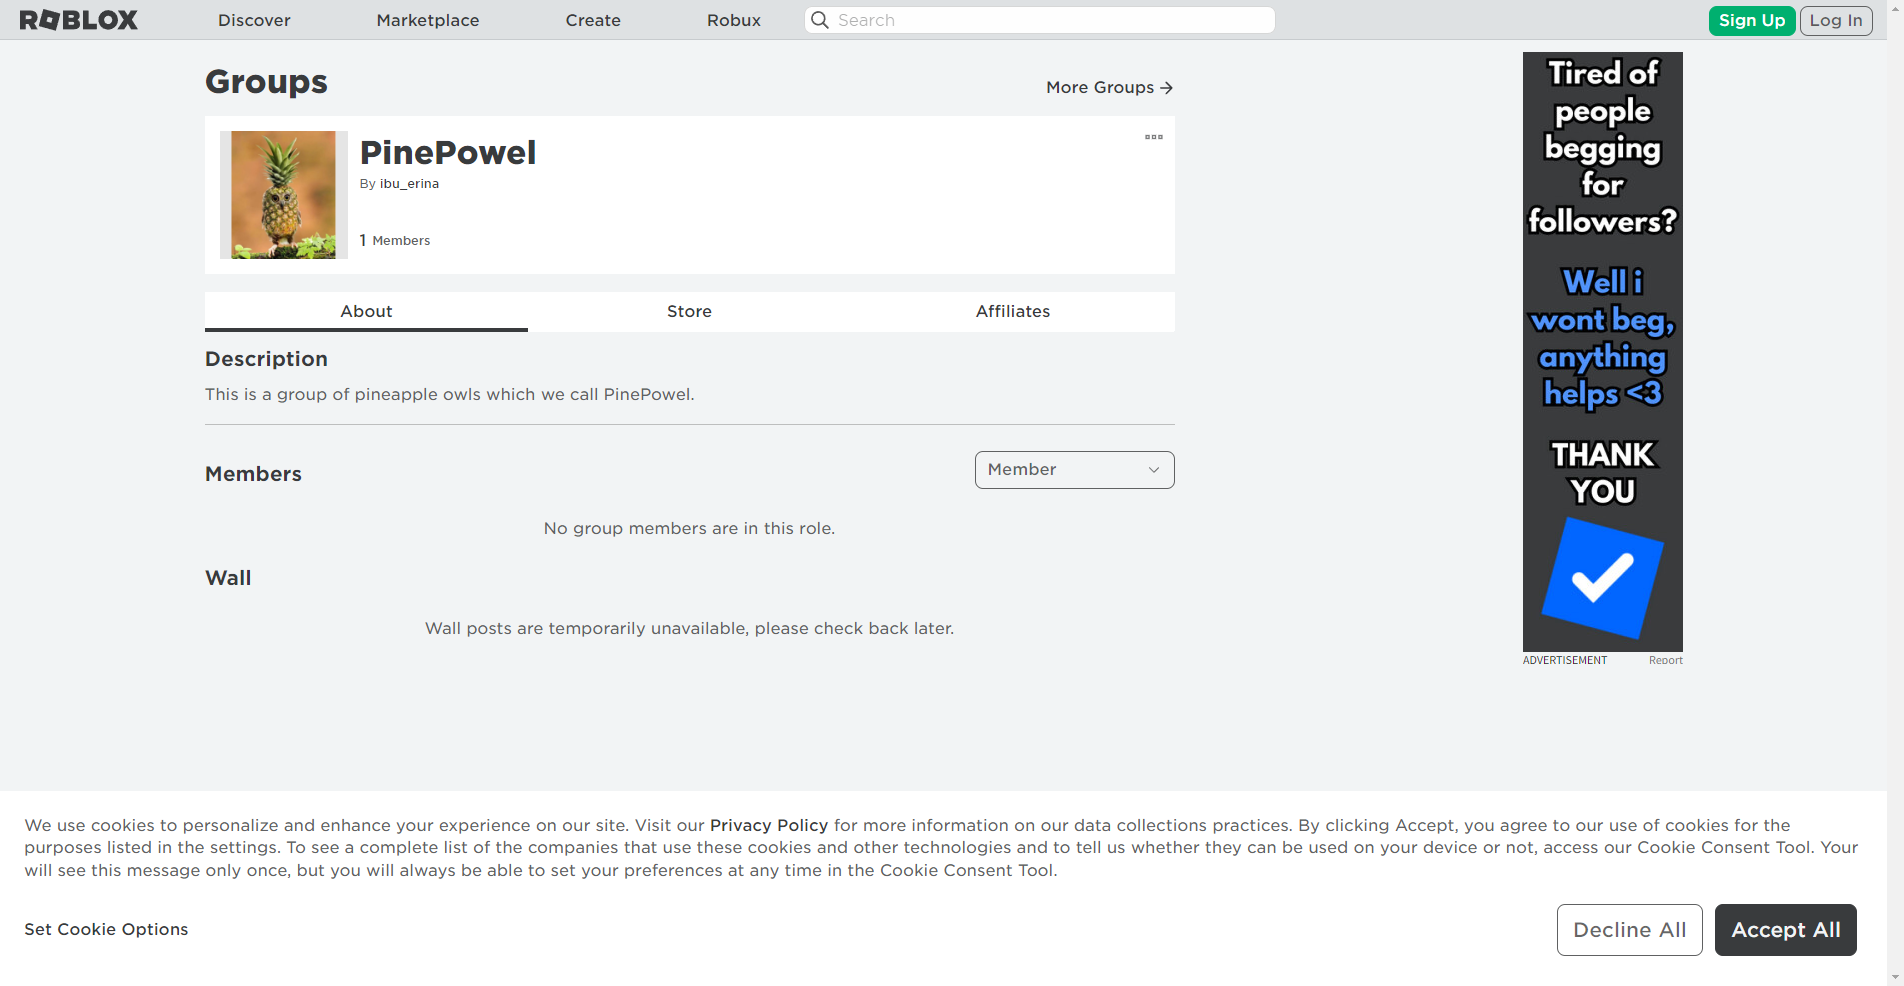 ROBLOX
Discover
Marketplace
Create
Robux
Search
Sign Up
Log In
Groups
More Groups
PinePowel
By ibu_erina
1 Members
About
Store
Affiliates
Description
This is a group of pineapple owls which we call PinePowel.
Members
Member
No group members are in this role.
Wall
Wall posts are temporarily unavailable, please check back later.
Tired of
people
begging
for
followers?
Well i
wont beg,
anything
helps <3
THANK
YOU
ADVERTISEMENT
Report
We use cookies to personalize and enhance your experience on our site. Visit our Privacy Policy for more information on our data collections practices. By clicking Accept, you agree to our use of cookies for the
purposes listed in the settings. To see a complete list of the companies that use these cookies and other technologies and to tell us whether they can be used on your device or not, access our Cookie Consent Tool. Your
will see this message only once, but you will always be able to set your preferences at any time in the Cookie Consent Tool.
Set Cookie Options
Decline All
Accept All